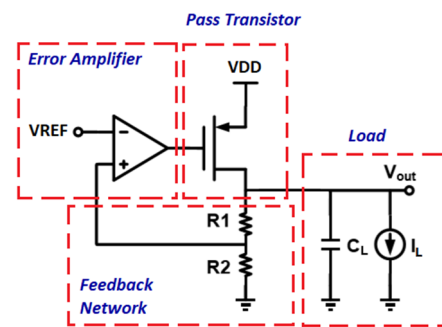 Pass Transistor
Error Amplifier
VDD
VREF
−
+
Load
Vout
R1
R2
CL
IL
Feedback
Network